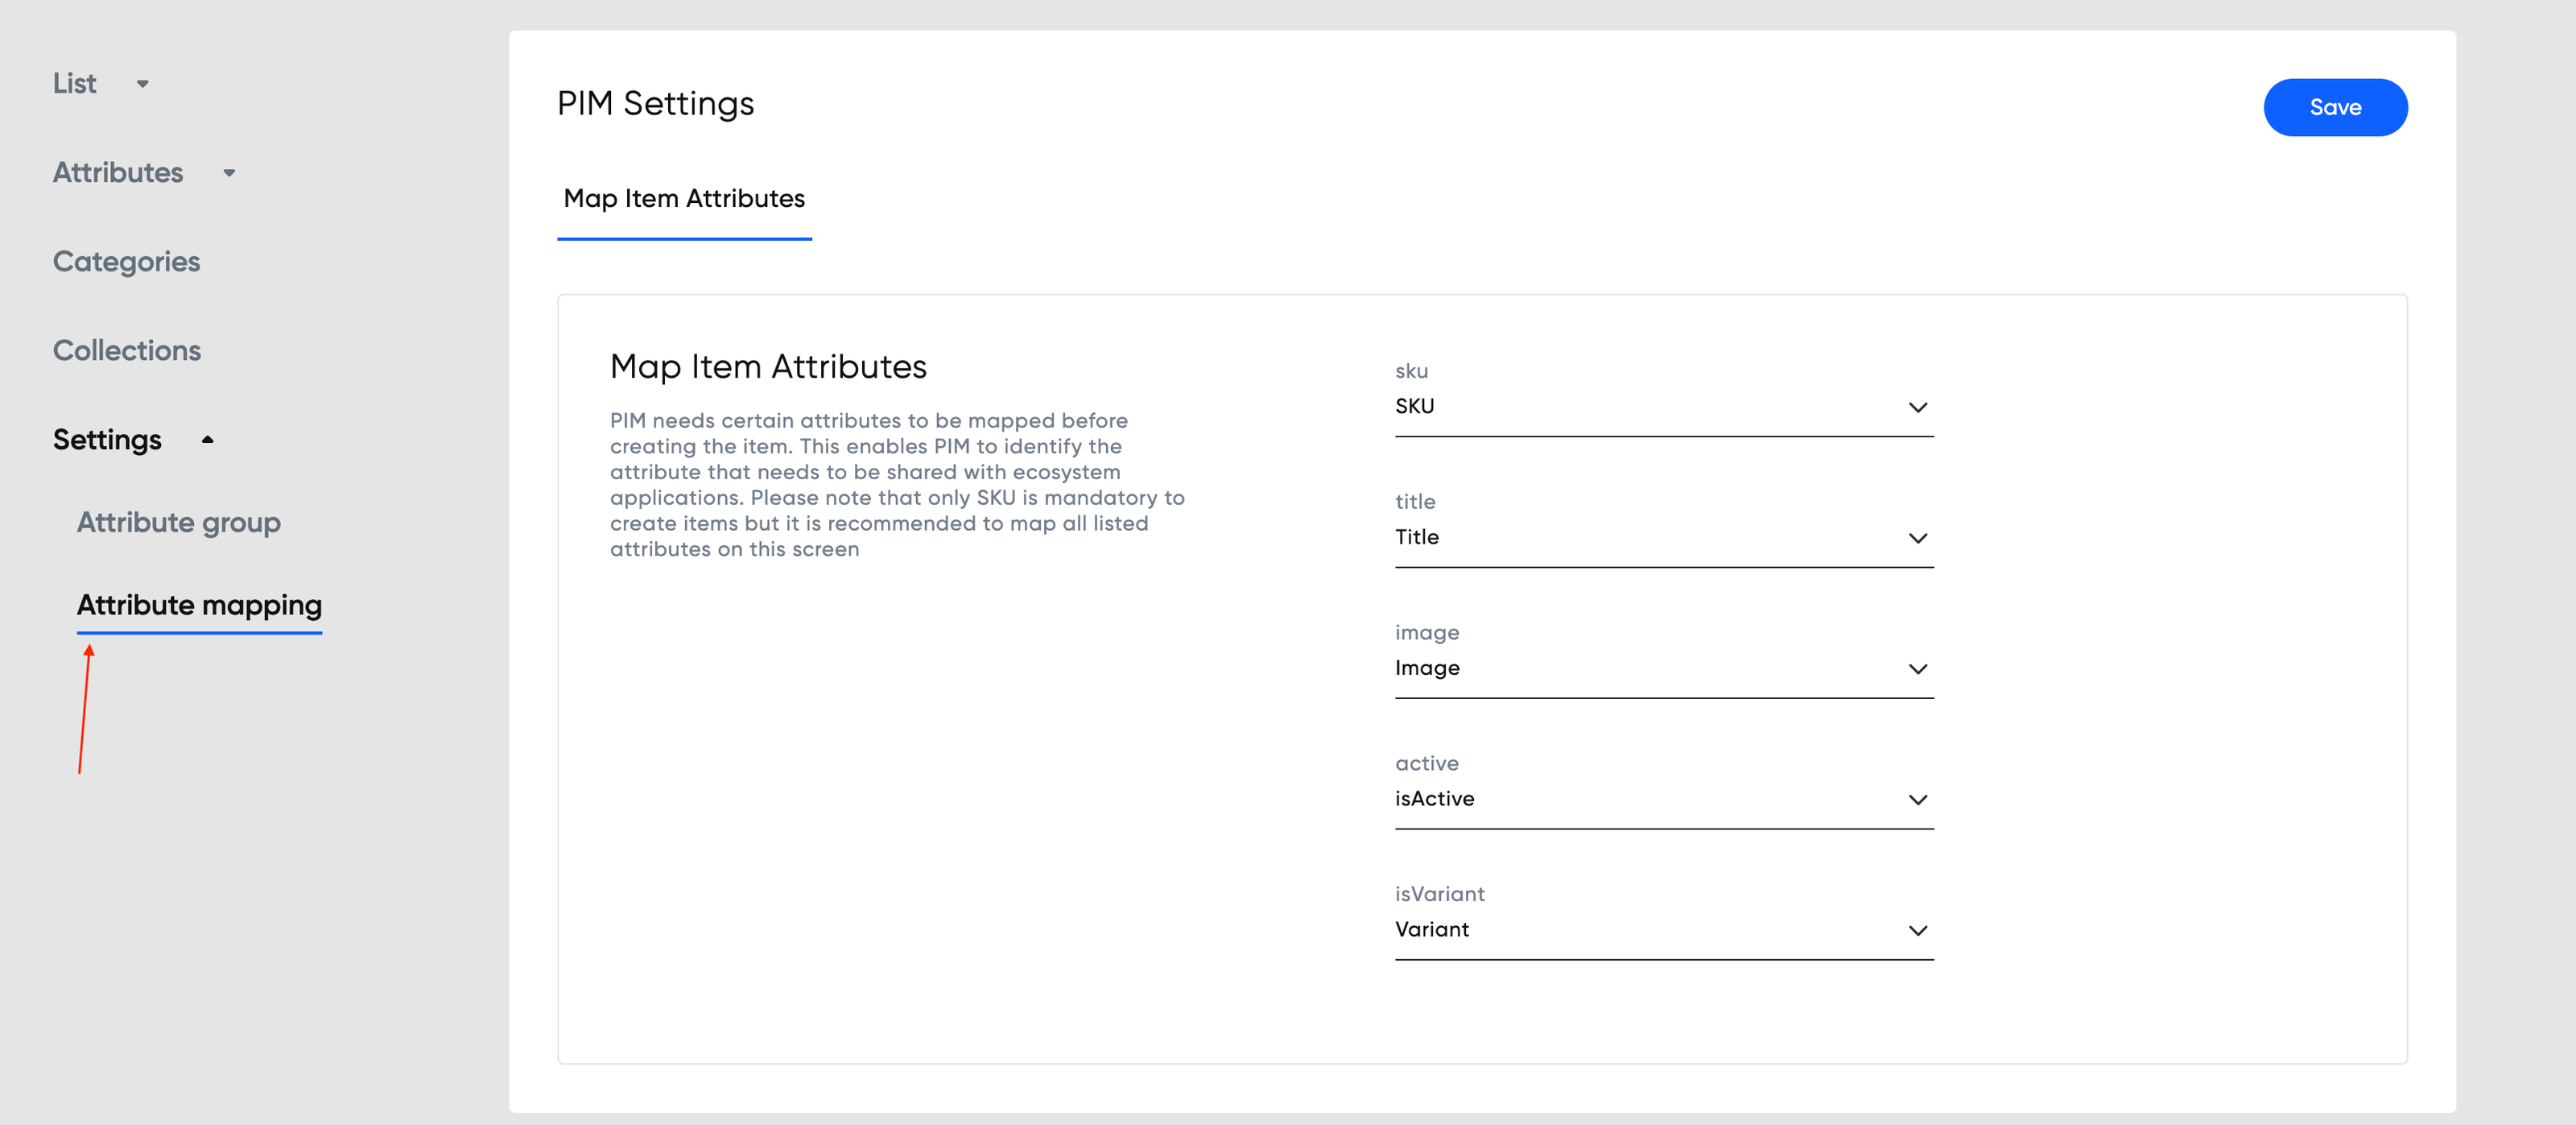 List
Attributes
Categories
Collections
Settings
Attribute group
Attribute mapping
PIM Settings
Save
Map Item Attributes
Map Item Attributes
PIM needs certain attributes to be mapped before
creating the item. This enables PIM to identify the
attribute that needs to be shared with ecosystem
applications. Please note that only SKU is mandatory to
create items but it is recommended to map all listed
attributes on this screen
sku
SKU
title
Title
image
Image
active
isActive
isVariant
Variant